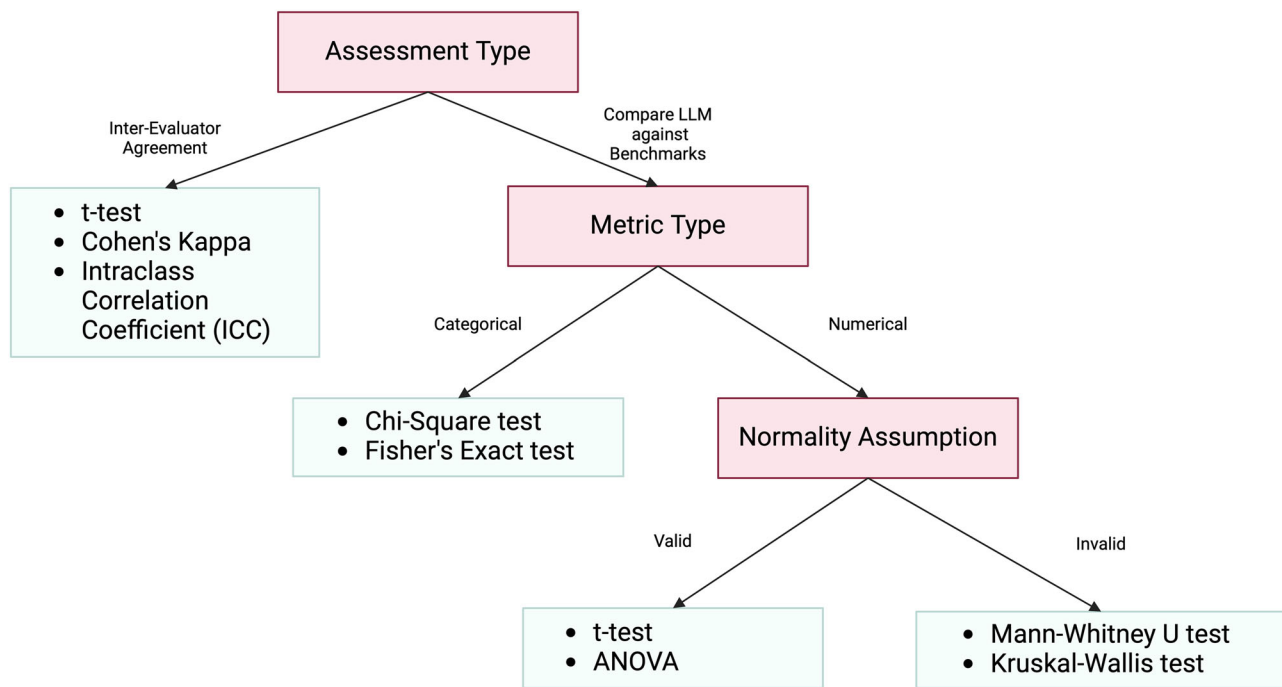 Assessment Type
Inter-Evaluator
Agreement
Compare LLM
against
Benchmarks
• t-test
• Cohen's Kappa
• Intraclass
Correlation
Coefficient (ICC)
Metric Type
Categorical
Numerical
• Chi-Square test
• Fisher's Exact test
Normality Assumption
Valid
Invalid
• t-test
• ANOVA
• Mann-Whitney U test
• Kruskal-Wallis test